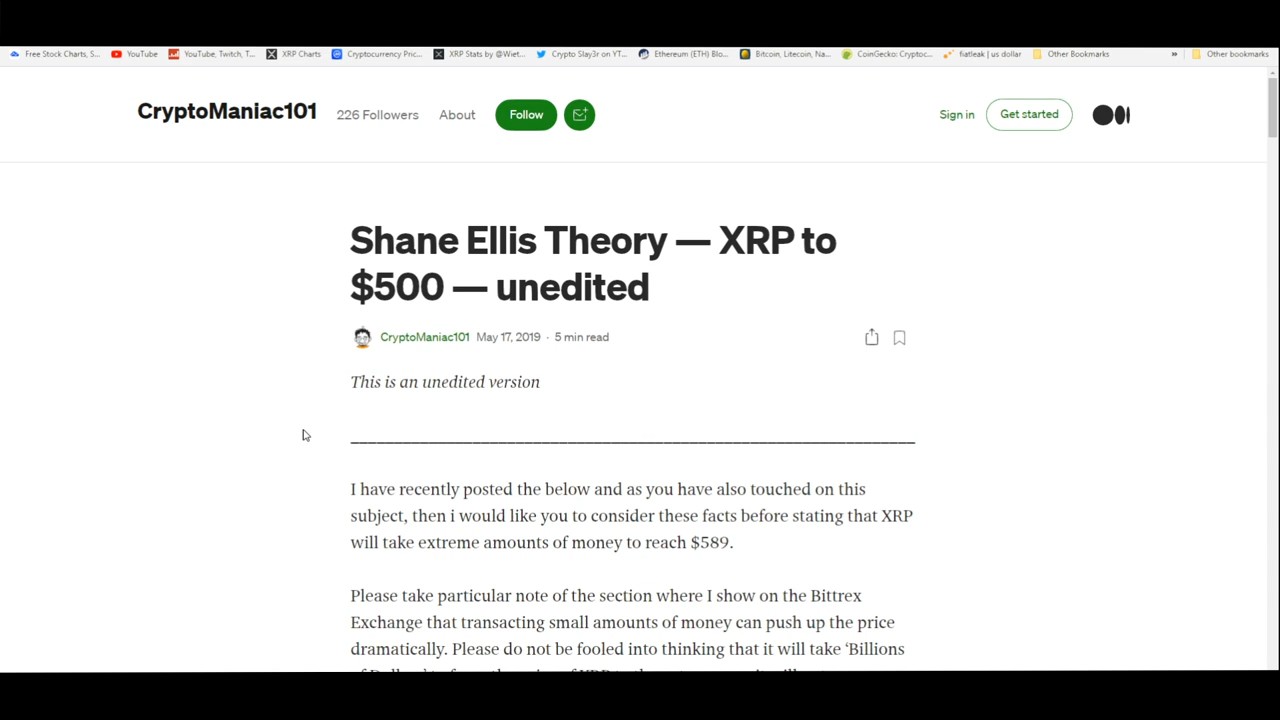 Free Stock Charts, S... YouTube YouTube, Twitch, T... XRP Charts Cryptocurrency Pric... XRP Stats by @Wiet... Crypto Slay3r on YT... Ethereum (ETH) Blo... Bitcoin, Litecoin, Na... CoinGecko: Cryptoc... fiatleak | us dollar Other Bookmarks » Other bookmarks
CryptoManiac101 226 Followers About Follow Sign in Get started
Shane Ellis Theory — XRP to
$500 — unedited
CryptoManiac101 May 17, 2019 · 5 min read
This is an unedited version
I have recently posted the below and as you have also touched on this
subject, then i would like you to consider these facts before stating that XRP
will take extreme amounts of money to reach $589.
Please take particular note of the section where I show on the Bittrex
Exchange that transacting small amounts of money can push up the price
dramatically. Please do not be fooled into thinking that it will take ‘Billions